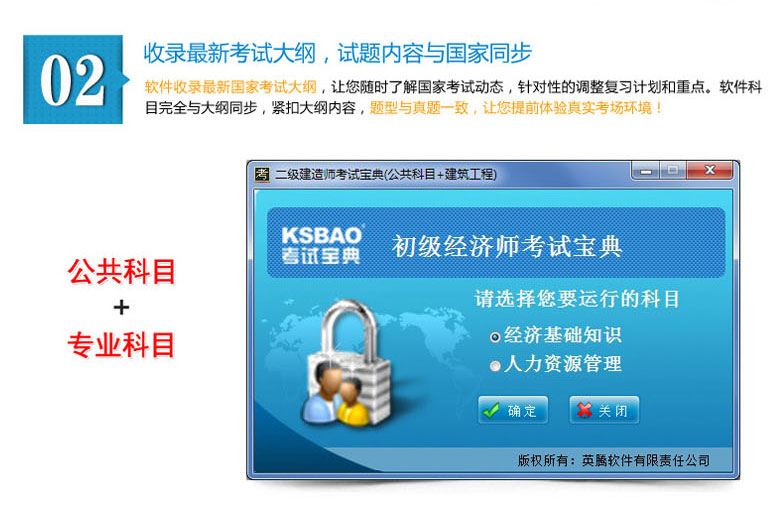 02
收录最新考试大纲，试题内容与国家同步
软件收录最新国家考试大纲，让您随时了解国家考试动态，针对性的调整复习计划和重点。软件科
目完全与大纲同步，紧扣大纲内容，题型与真题一致，让您提前体验真实考场环境！
考 二级建造师考试宝典(公共科目+建筑工程)
KSBAO®
考试宝典
初级经济师考试宝典
公共科目
+
专业科目
请选择您要运行的科目
经济基础知识
人力资源管理
确定 关闭
版权所有：英腾软件有限责任公司